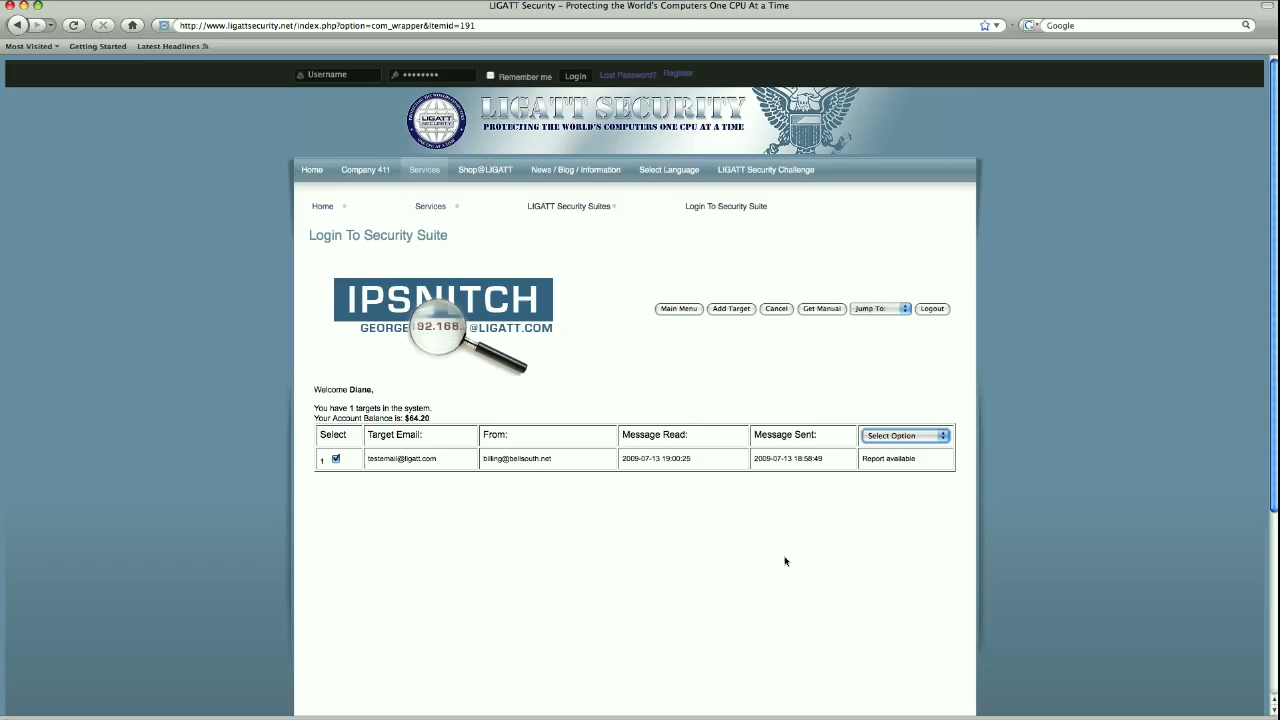 LIGATT Security – Protecting the World's Computers One CPU At a Time
http://www.ligattsecurity.net/index.php?option=com_wrapper&Itemid=191
Google
Most Visited
Getting Started
Latest Headlines
Username
Remember me
Login
Lost Password?
Register
LIGATT SECURITY
PROTECTING THE WORLD'S COMPUTERS ONE CPU AT A TIME
Home
Company 411
Services
Shop@LIGATT
News / Blog / Information
Select Language
LIGATT Security Challenge
Home
Services
LIGATT Security Suites
Login To Security Suite
Login To Security Suite
IPSNITCH
GEORGE 192.168. @LIGATT.COM
Main Menu
Add Target
Cancel
Get Manual
Jump To:
Logout
Welcome Diane,
You have 1 targets in the system.
Your Account Balance is: $64.20
Select
Target Email:
From:
Message Read:
Message Sent:
Select Option
1
testemail@ligatt.com
billing@bellsouth.net
2009-07-13 19:00:25
2009-07-13 18:58:49
Report available